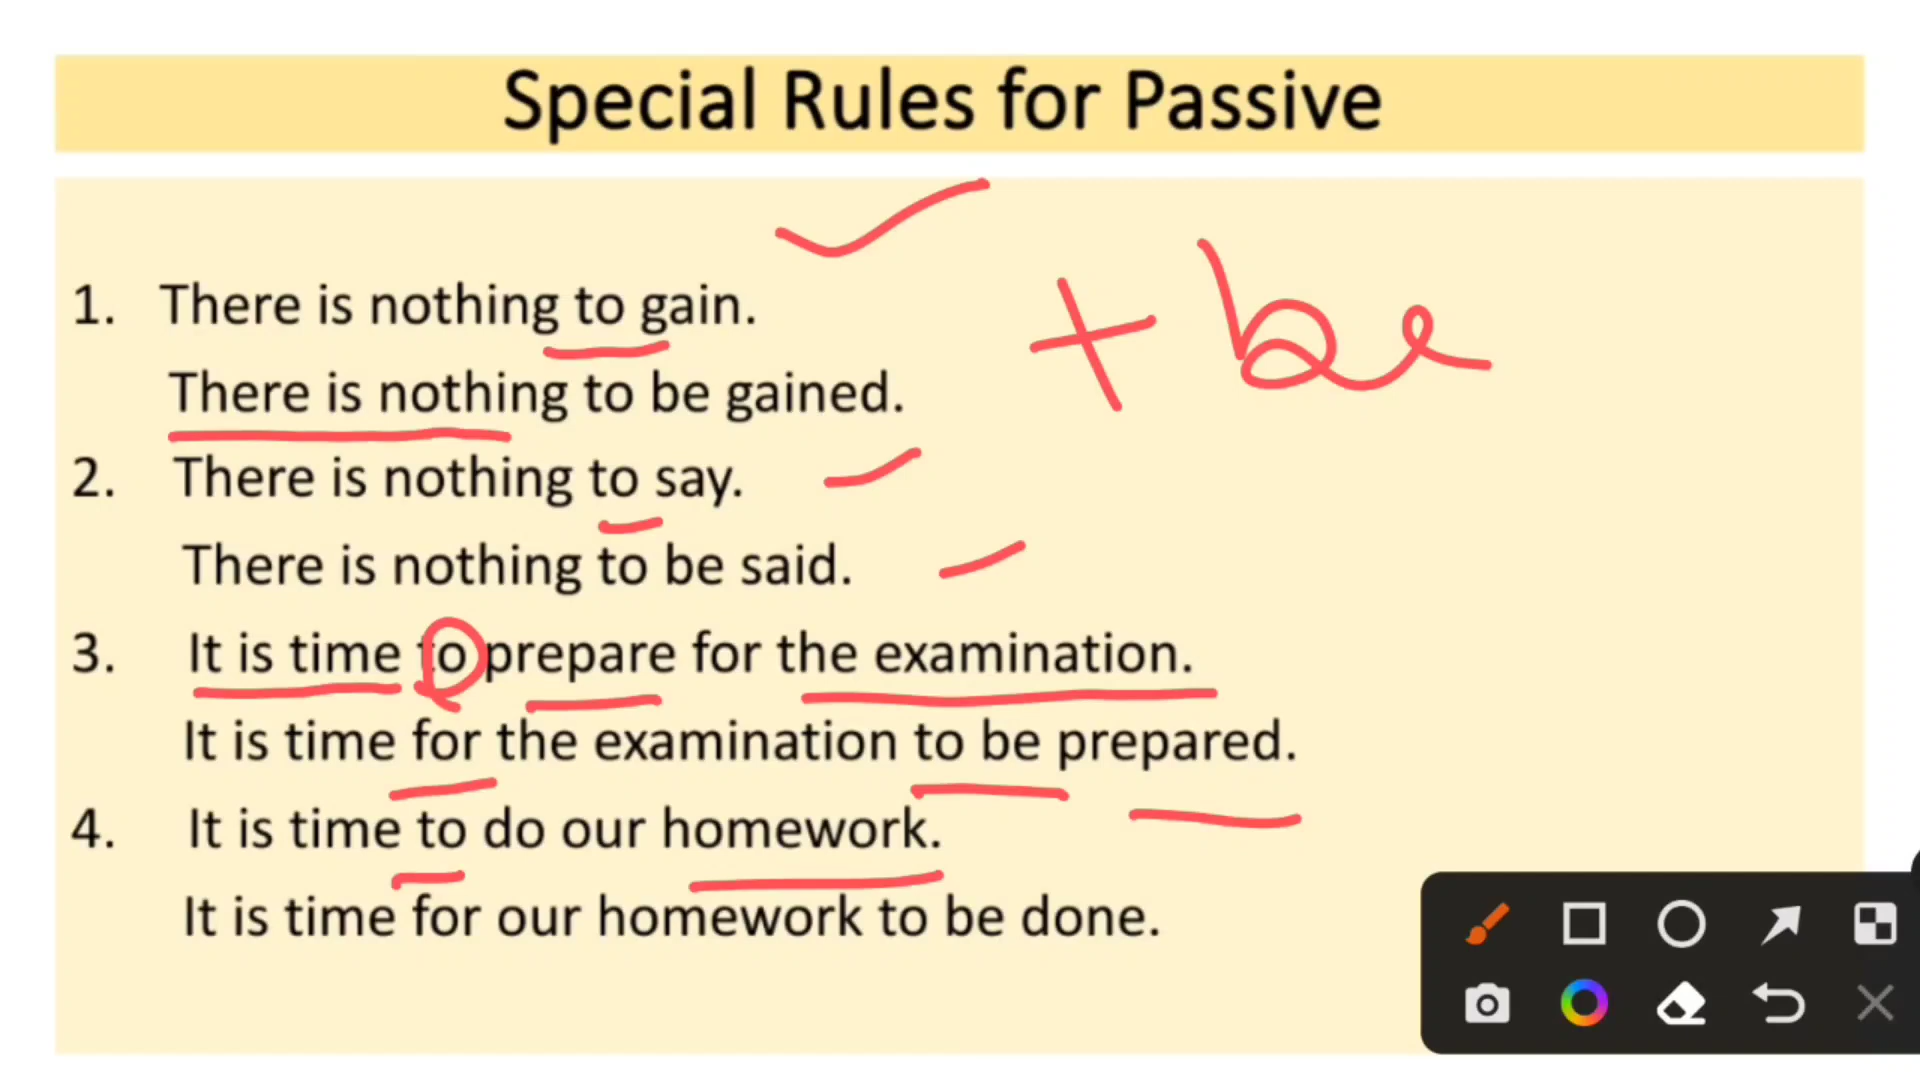 Special Rules for Passive
1. There is nothing to gain.
+ be
There is nothing to be gained.
2. There is nothing to say.
There is nothing to be said.
3. It is time to prepare for the examination.
It is time for the examination to be prepared.
4. It is time to do our homework.
It is time for our homework to be done.